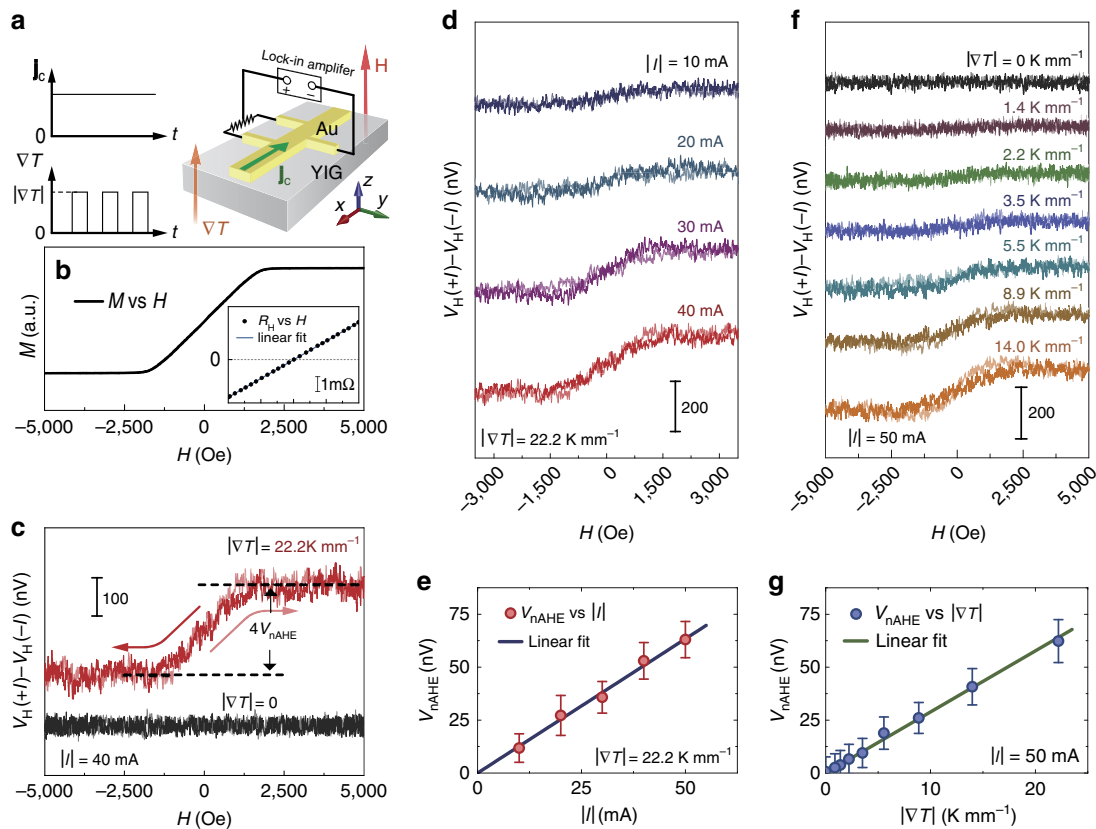 a
j_c
0
t
∇T
|∇T|
0
t
∇T
Lock-in amplifer
+
−
H
Au
j_c
YIG
z
x
y
b
M vs H
M (a.u.)
R_H vs H
linear fit
0
1mΩ
−5,000 −2,500 0 2,500 5,000
H (Oe)
c
|∇T| = 22.2K mm⁻¹
100
4V_nAHE
V_H(+I)−V_H(−I) (nV)
|∇T| = 0
|I| = 40 mA
−5,000 −2,500 0 2,500 5,000
H (Oe)
d
|I| = 10 mA
20 mA
30 mA
40 mA
V_H(+I)−V_H(−I) (nV)
200
|∇T| = 22.2 K mm⁻¹
−3,000 −1,500 0 1,500 3,000
H (Oe)
e
V_nAHE vs |I|
Linear fit
V_nAHE (nV)
75
50
25
0
|∇T| = 22.2 K mm⁻¹
0 25 50
|I| (mA)
f
|∇T| = 0 K mm⁻¹
1.4 K mm⁻¹
2.2 K mm⁻¹
3.5 K mm⁻¹
5.5 K mm⁻¹
8.9 K mm⁻¹
14.0 K mm⁻¹
V_H(+I)−V_H(−I) (nV)
200
|I| = 50 mA
−5,000 −2,500 0 2,500 5,000
H (Oe)
g
V_nAHE vs |∇T|
Linear fit
V_nAHE (nV)
75
50
25
0
|I| = 50 mA
0 10 20
|∇T| (K mm⁻¹)